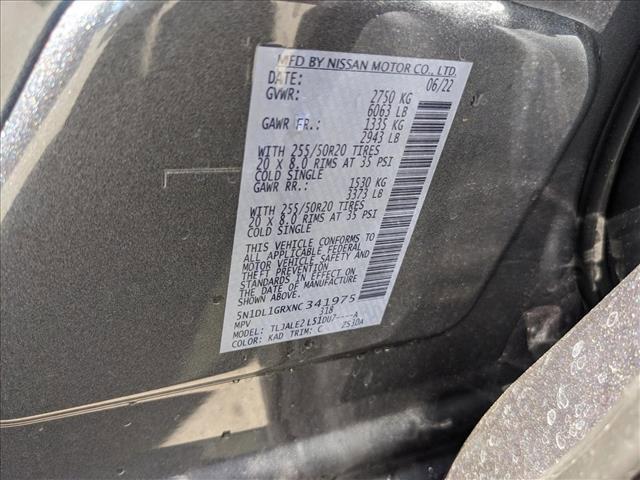 MFD BY NISSAN MOTOR CO., LTD.
DATE: 06/22
GVWR: 2750 KG
6063 LB
GAWR FR.: 1335 KG
2943 LB
WITH 255/50R20 TIRES
20 X 8.0 RIMS AT 35 PSI
COLD SINGLE
GAWR RR.: 1530 KG
3373 LB
WITH 255/50R20 TIRES
20 X 8.0 RIMS AT 35 PSI
COLD SINGLE
THIS VEHICLE CONFORMS TO
ALL APPLICABLE FEDERAL
MOTOR VEHICLE SAFETY AND
THEFT PREVENTION
STANDARDS IN EFFECT ON
THE DATE OF MANUFACTURE
SHOWN ABOVE.
5N1DL1GRXNC341975
MPV 318
MODEL:
COLOR: KAD TRIM: C